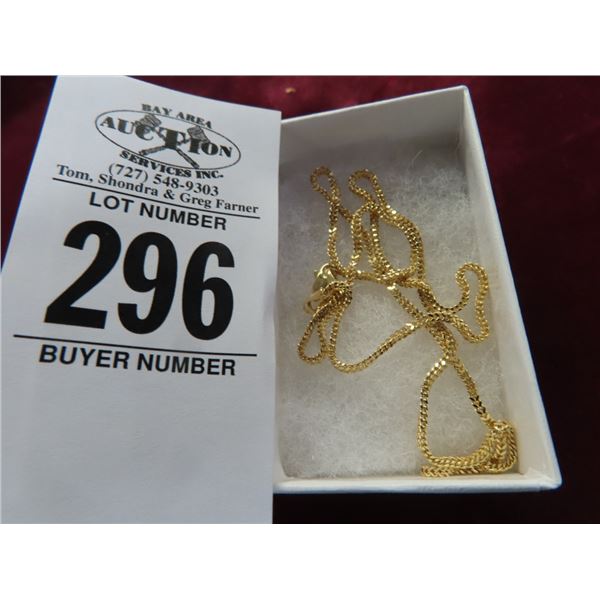 BAY AREA
AUCTION
SERVICES INC.
(727) 548-9303
Tom, Shondra & Greg Farner
LOT NUMBER
296
BUYER NUMBER